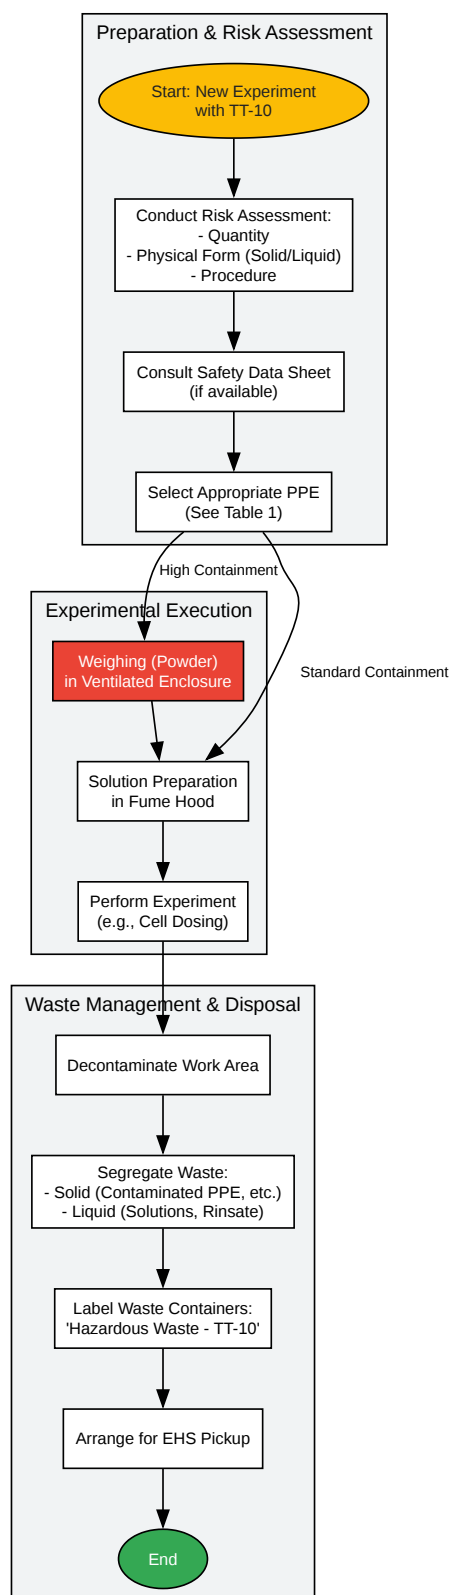 Preparation & Risk Assessment
Start: New Experiment
with TT-10
Conduct Risk Assessment:
- Quantity
- Physical Form (Solid/Liquid)
- Procedure
Consult Safety Data Sheet
(if available)
Select Appropriate PPE
(See Table 1)
High Containment
Experimental Execution
Weighing (Powder)
in Ventilated Enclosure
Standard Containment
Solution Preparation
in Fume Hood
Perform Experiment
(e.g., Cell Dosing)
Waste Management & Disposal
Decontaminate Work Area
Segregate Waste:
- Solid (Contaminated PPE, etc.)
- Liquid (Solutions, Rinsate)
Label Waste Containers:
'Hazardous Waste - TT-10'
Arrange for EHS Pickup
End